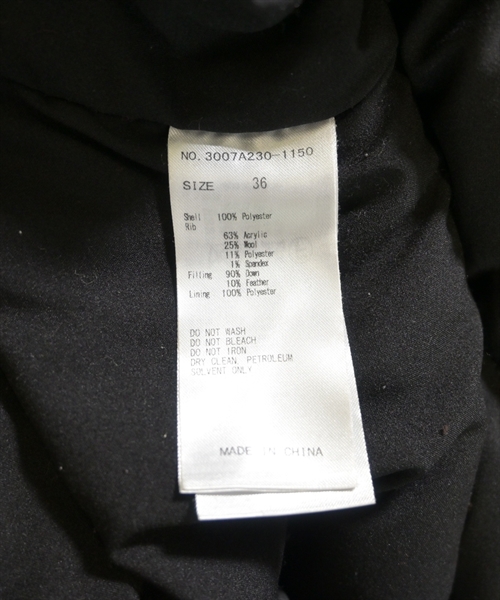 NO. 3007A230-1150
SIZE 36
Shell 100% Polyester
Rib
63% Acrylic
25% Wool
11% Polyester
1% Spandex
Filling 90% Down
10% Feather
Lining 100% Polyester
DO NOT WASH
DO NOT BLEACH
DO NOT IRON
DRY CLEAN, PETROLEUM
SOLVENT ONLY
MADE IN CHINA